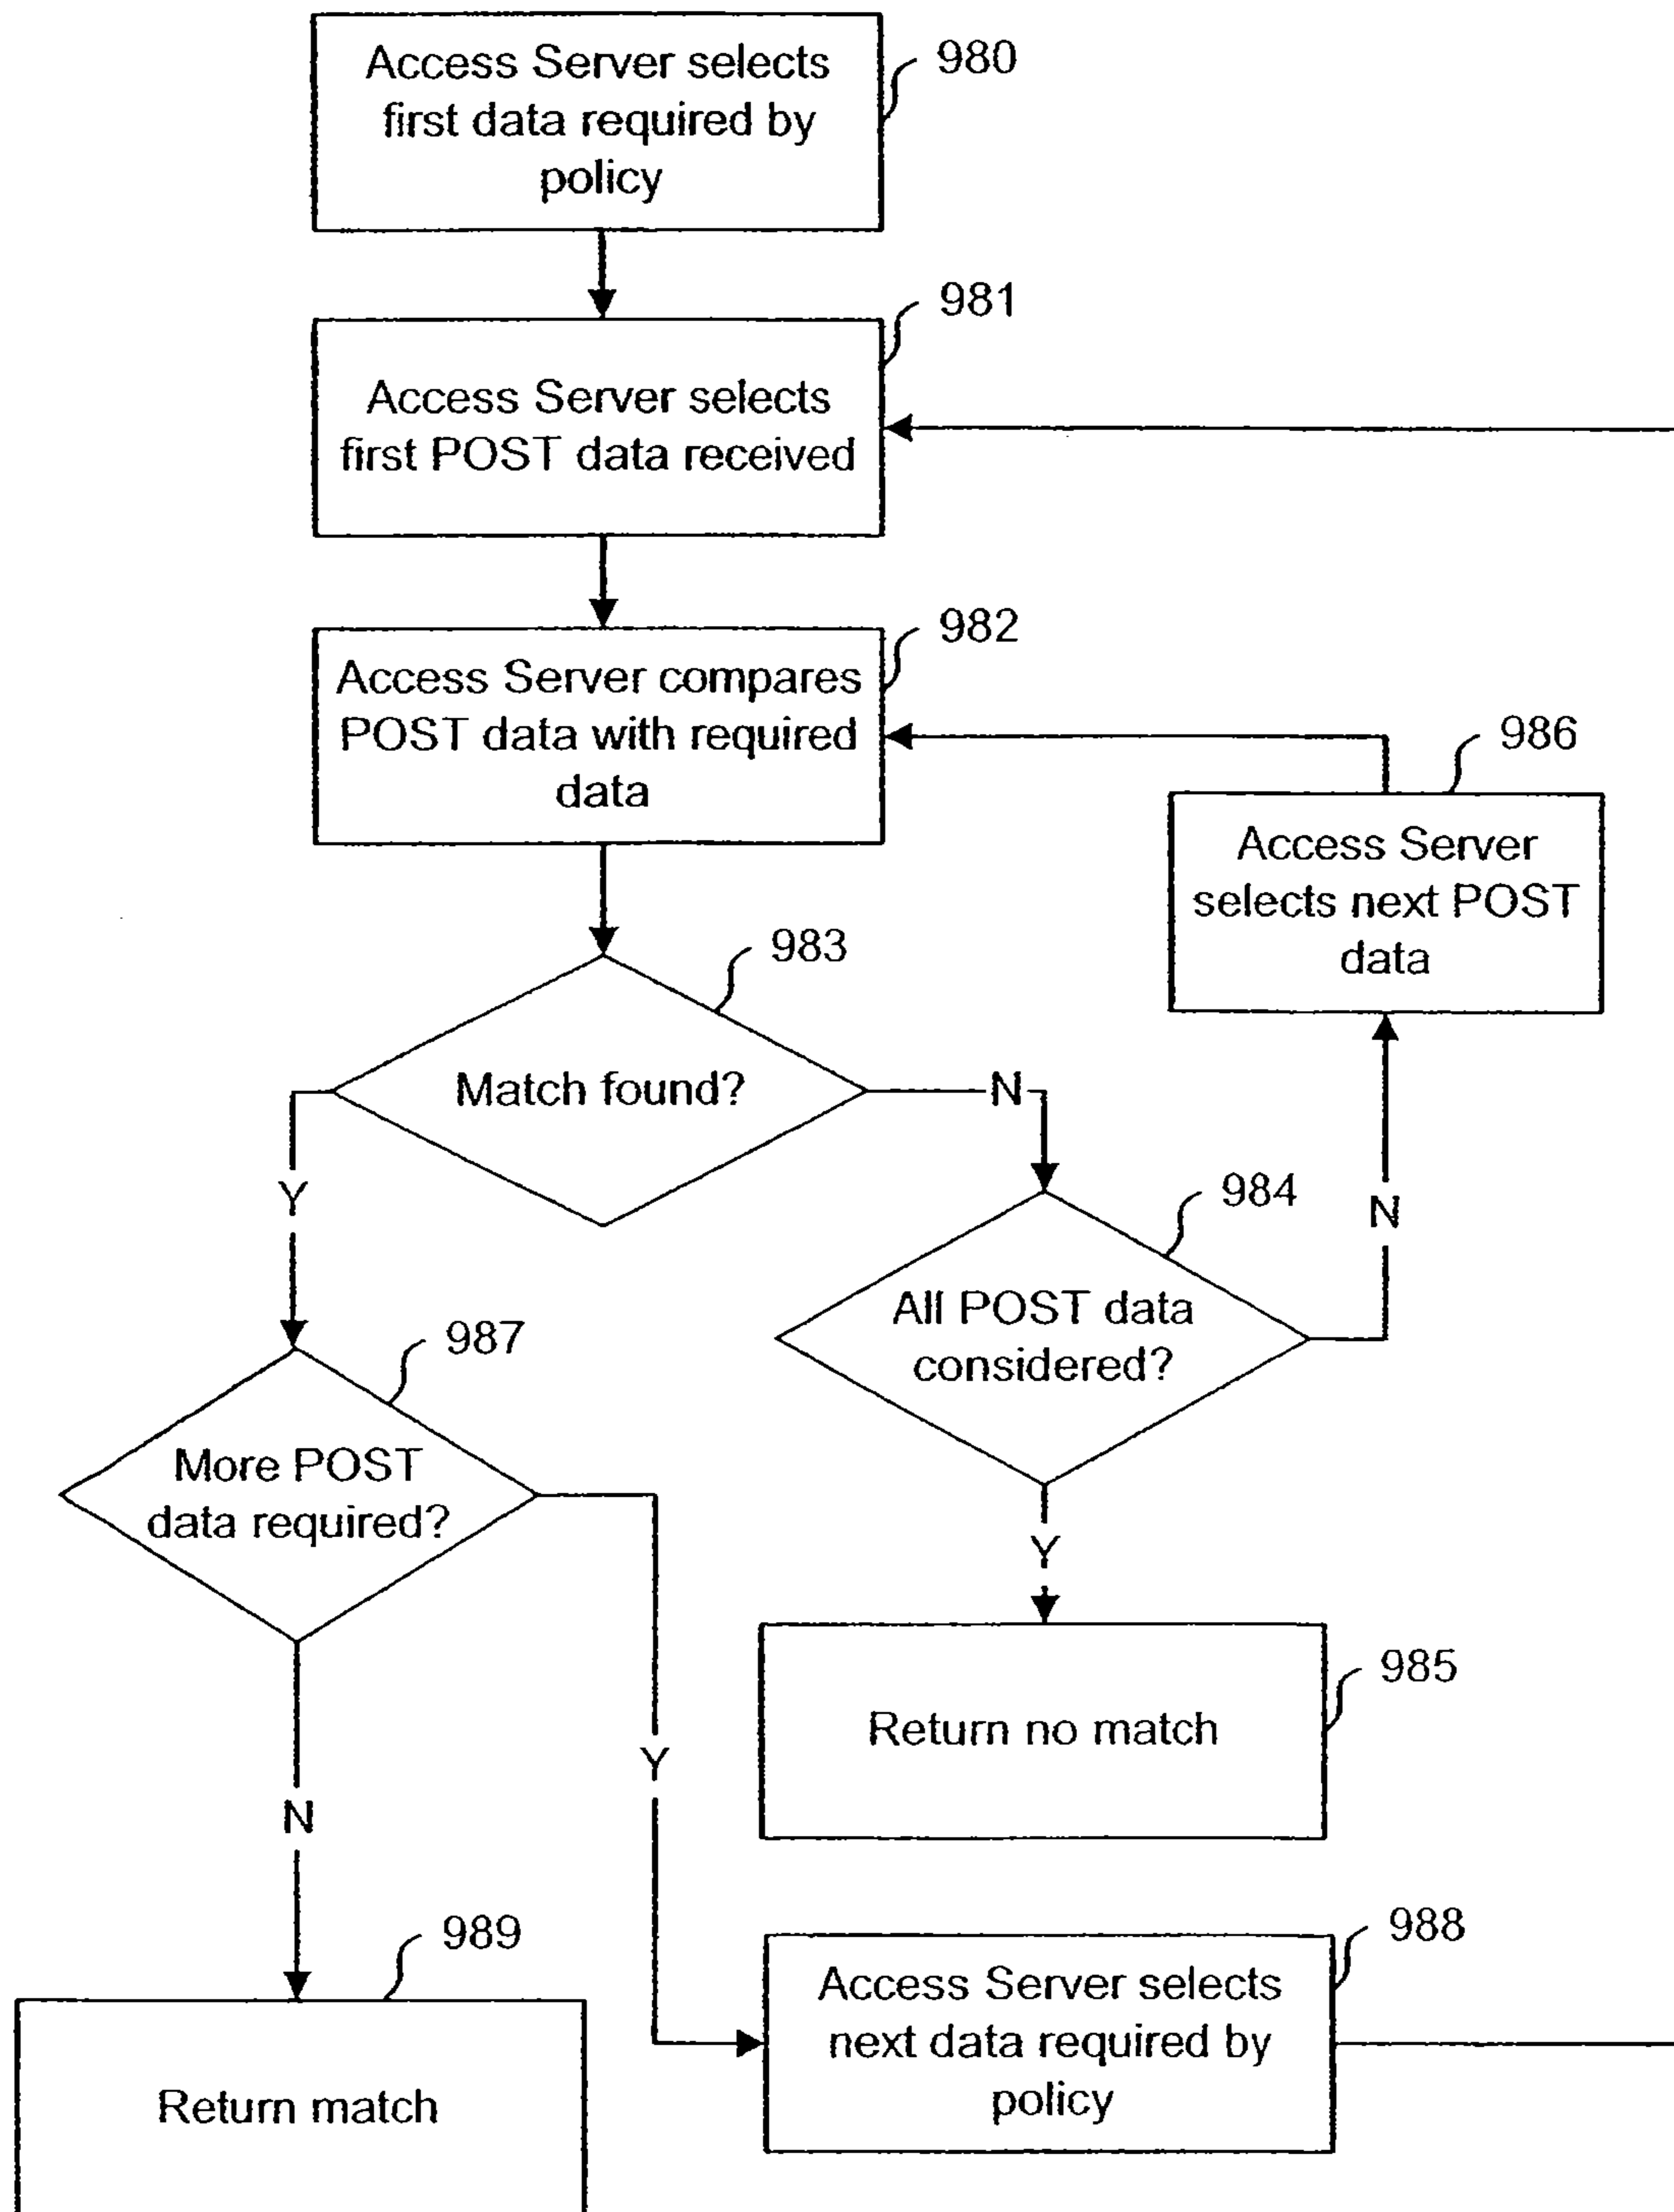 Access Server selects
first data required by
policy
980
Access Server selects
first POST data received
981
Access Server compares
POST data with required
data
982
Access Server
selects next POST
data
986
Match found?
983
N
Y
All POST data
considered?
984
N
Y
More POST
data required?
987
Y
N
Return no match
985
Access Server selects
next data required by
policy
988
Return match
989